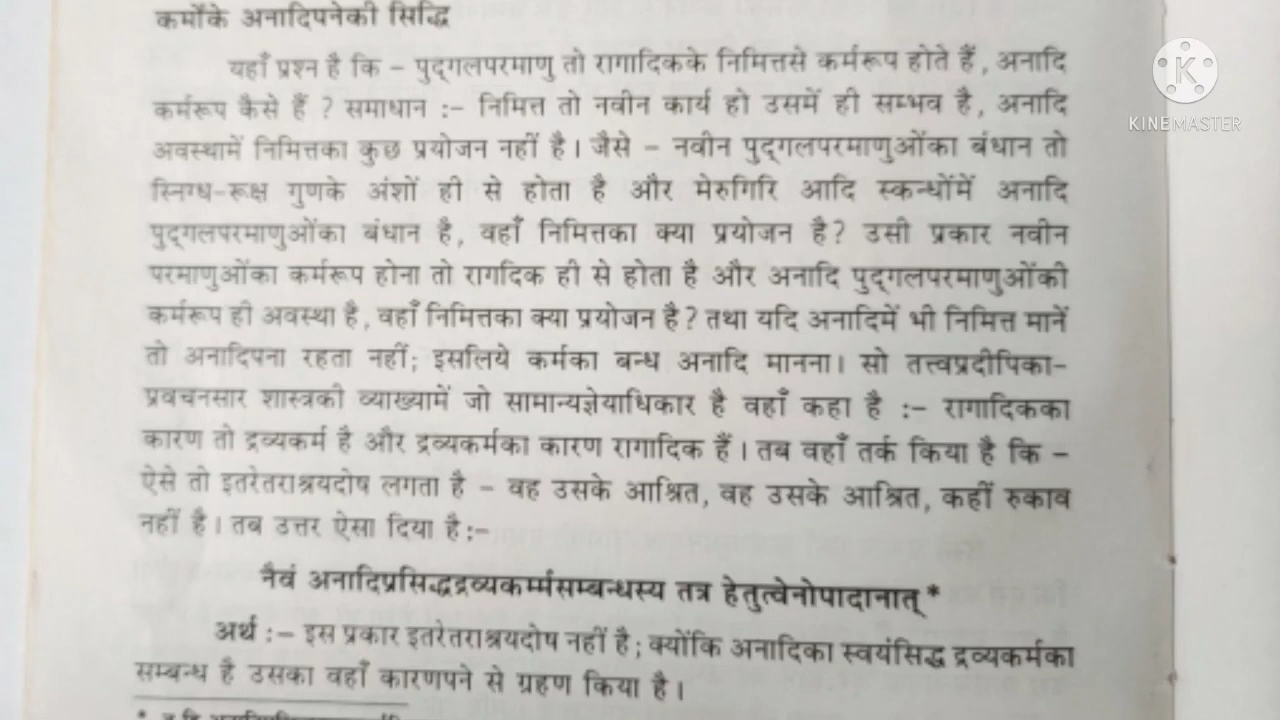 कर्मोंके अनादिपनेकी सिद्धि
यहाँ प्रश्न है कि – पुद्गलपरमाणु तो रागादिकके निमित्तसे कर्मरूप होते हैं, अनादि
कर्मरूप कैसे हैं ? समाधान :– निमित्त तो नवीन कार्य हो उसमें ही सम्भव है, अनादि
अवस्थामें निमित्तका कुछ प्रयोजन नहीं है। जैसे – नवीन पुद्गलपरमाणुओंका बंधान तो
स्निग्ध-रूक्ष गुणके अंशों ही से होता है और मेरुगिरि आदि स्कन्धोंमें अनादि
पुद्गलपरमाणुओंका बंधान है, वहाँ निमित्तका क्या प्रयोजन है? उसी प्रकार नवीन
परमाणुओंका कर्मरूप होना तो रागदिक ही से होता है और अनादि पुद्गलपरमाणुओंकी
कर्मरूप ही अवस्था है, वहाँ निमित्तका क्या प्रयोजन है? तथा यदि अनादिमें भी निमित्त मानें
तो अनादिपना रहता नहीं; इसलिये कर्मका बन्ध अनादि मानना। सो तत्त्वप्रदीपिका–
प्रवचनसार शास्त्रकी व्याख्यामें जो सामान्यज्ञेयाधिकार है वहाँ कहा है :– रागादिकका
कारण तो द्रव्यकर्म है और द्रव्यकर्मका कारण रागादिक हैं। तब वहाँ तर्क किया है कि –
ऐसे तो इतरेतराश्रयदोष लगता है – वह उसके आश्रित, वह उसके आश्रित, कहीं रुकाव
नहीं है। तब उत्तर ऐसा दिया है :–
नैवं अनादिप्रसिद्धद्रव्यकर्म्मसम्बन्धस्य तत्र हेतुत्वेनोपादानात् *
अर्थ :– इस प्रकार इतरेतराश्रयदोष नहीं है; क्योंकि अनादिका स्वयंसिद्ध द्रव्यकर्मका
सम्बन्ध है उसका वहाँ कारणपने से ग्रहण किया है।
K
KINEMASTER